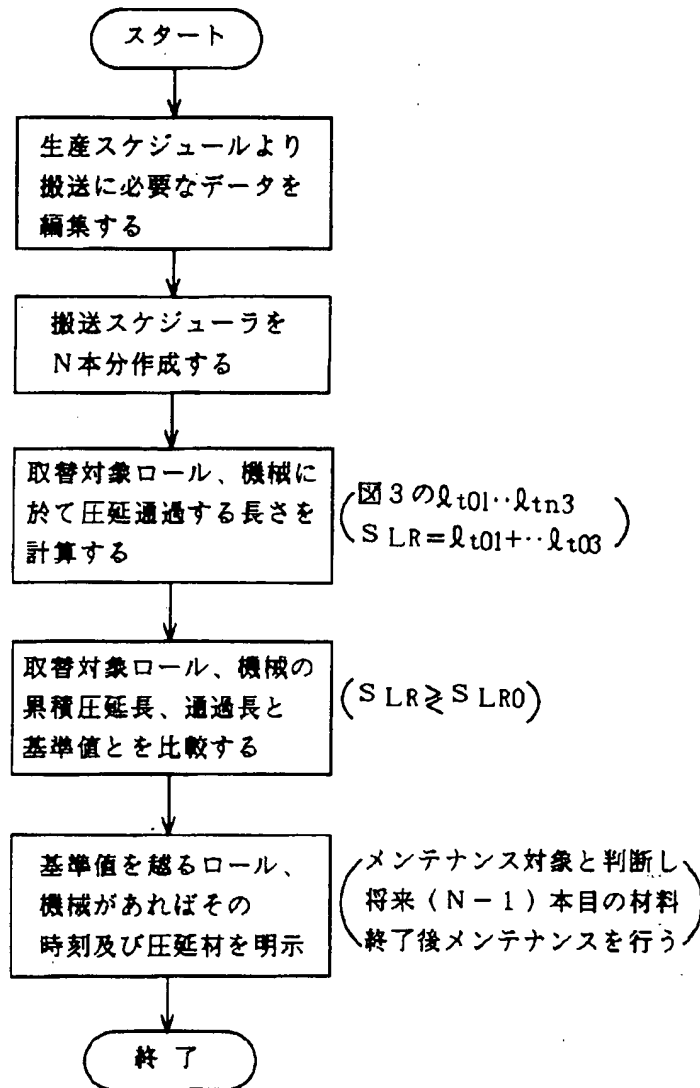 スタート
生産スケジュールより
搬送に必要なデータを
編集する
搬送スケジューラを
N本分作成する
取替対象ロール、機械に
於て圧延通過する長さを
計算する
(図3のℓt01‥ℓtn3
SLR=ℓt01+‥ℓt03)
取替対象ロール、機械の
累積圧延長、通過長と
基準値とを比較する
(SLR≷SLR0)
基準値を越るロール、
機械があればその
時刻及び圧延材を明示
(メンテナンス対象と判断し
将来(N-1)本目の材料
終了後メンテナンスを行う)
終了